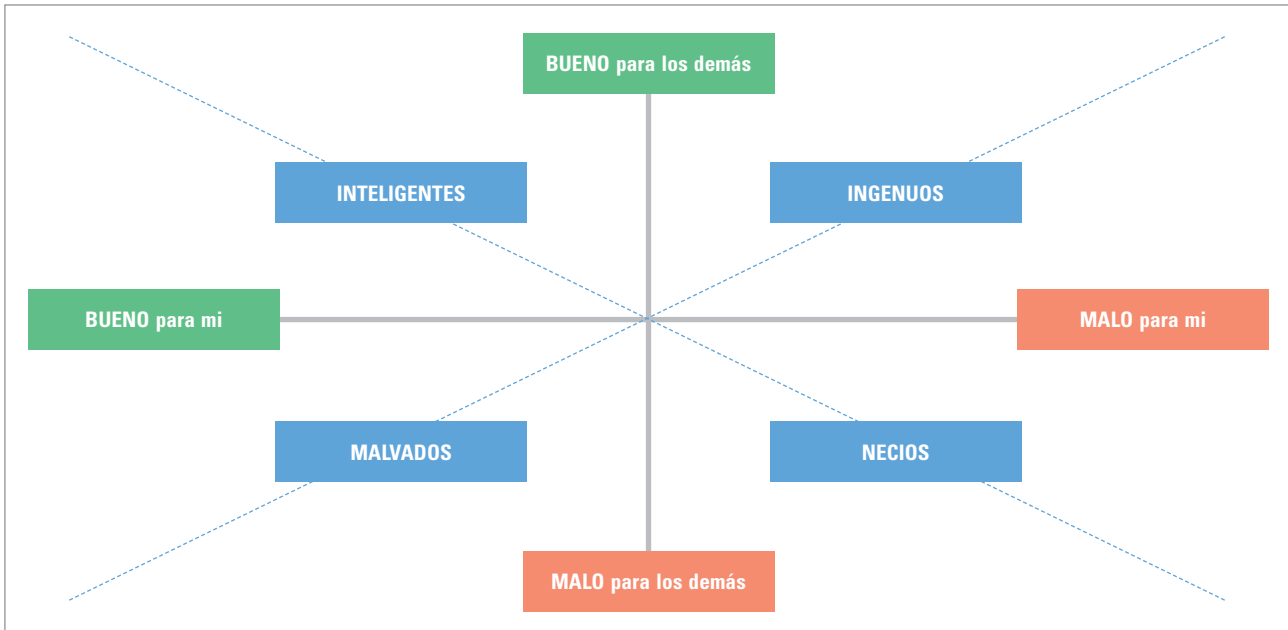 BUENO para los demás
INTELIGENTES
INGENUOS
BUENO para mi
MALO para mi
MALVADOS
NECIOS
MALO para los demás